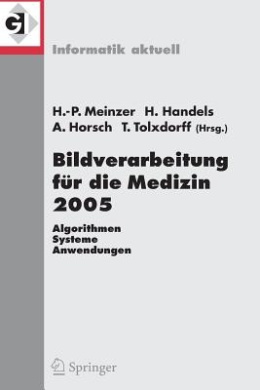 GI
Informatik aktuell
H.-P. Meinzer H. Handels
A. Horsch T. Tolxdorff (Hrsg.)
Bildverarbeitung
für die Medizin
2005
Algorithmen
Systeme
Anwendungen
Springer